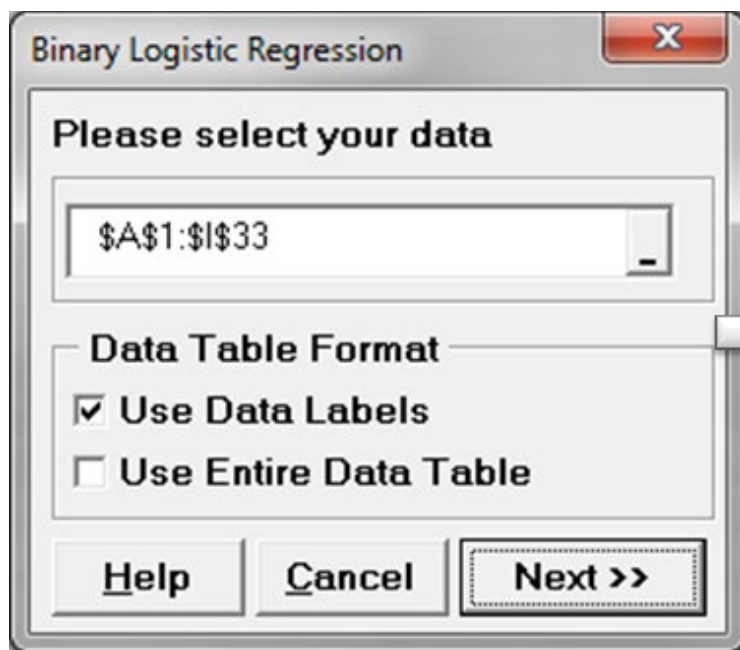 Binary Logistic Regression
Please select your data
$A$1:$I$33
Data Table Format
Use Data Labels
Use Entire Data Table
Help
Cancel
Next >>